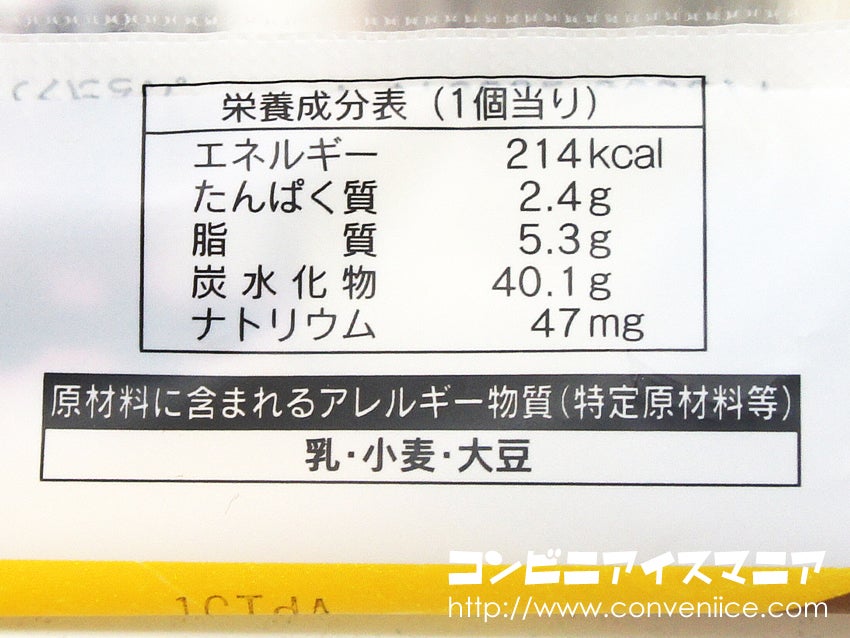 栄養成分表(1個当り)
エネルギー 214kcal
たんぱく質 2.4g
脂質 5.3g
炭水化物 40.1g
ナトリウム 47mg
原材料に含まれるアレルギー物質(特定原材料等)
乳・小麦・大豆
コンビニアイスマニア
http://www.conveniice.com/